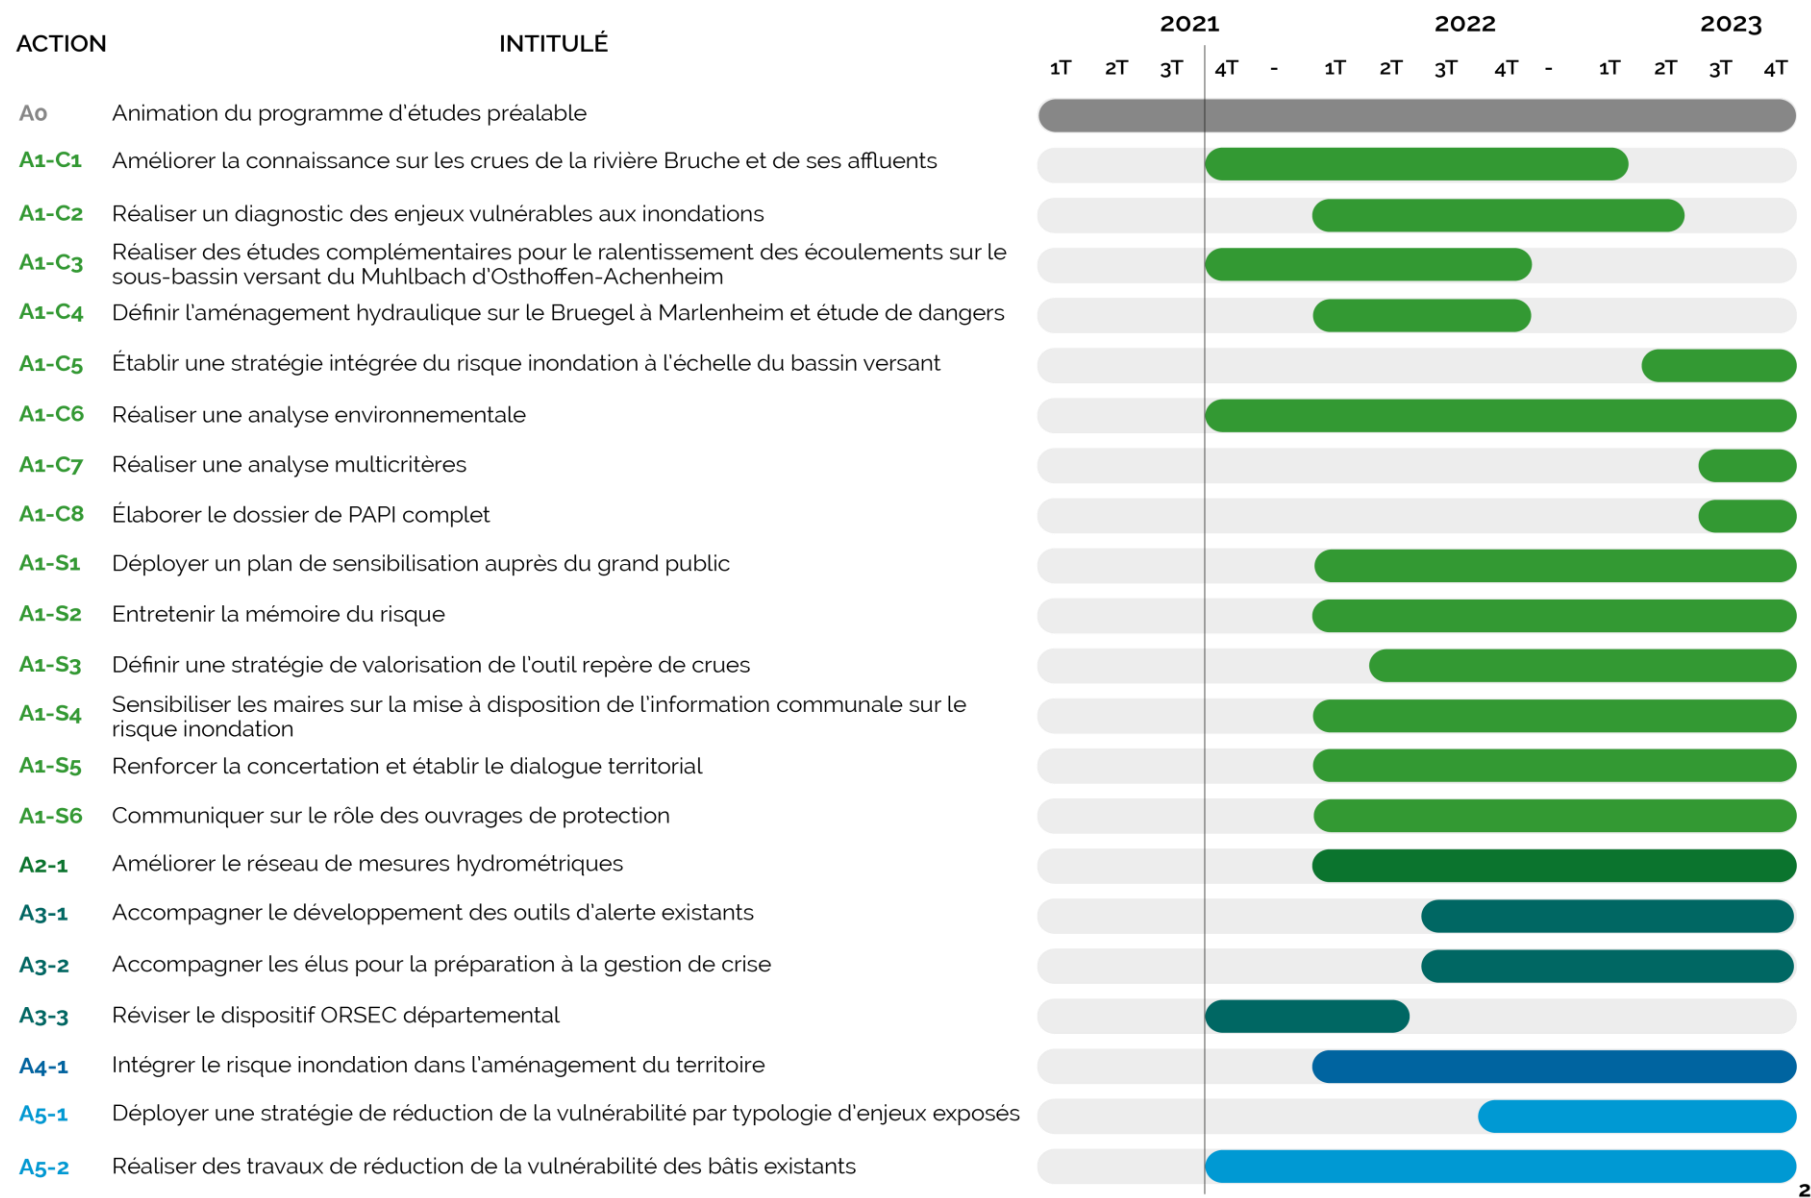 2021 2022 2023
ACTION INTITULÉ
1T 2T 3T 4T - 1T 2T 3T 4T - 1T 2T 3T 4T
A0 Animation du programme d'études préalable
A1-C1 Améliorer la connaissance sur les crues de la rivière Bruche et de ses affluents
A1-C2 Réaliser un diagnostic des enjeux vulnérables aux inondations
A1-C3 Réaliser des études complémentaires pour le ralentissement des écoulements sur le
sous-bassin versant du Muhlbach d'Osthoffen-Achenheim
A1-C4 Définir l'aménagement hydraulique sur le Bruegel à Marlenheim et étude de dangers
A1-C5 Établir une stratégie intégrée du risque inondation à l'échelle du bassin versant
A1-C6 Réaliser une analyse environnementale
A1-C7 Réaliser une analyse multicritères
A1-C8 Élaborer le dossier de PAPI complet
A1-S1 Déployer un plan de sensibilisation auprès du grand public
A1-S2 Entretenir la mémoire du risque
A1-S3 Définir une stratégie de valorisation de l'outil repère de crues
A1-S4 Sensibiliser les maires sur la mise à disposition de l'information communale sur le
risque inondation
A1-S5 Renforcer la concertation et établir le dialogue territorial
A1-S6 Communiquer sur le rôle des ouvrages de protection
A2-1 Améliorer le réseau de mesures hydrométriques
A3-1 Accompagner le développement des outils d'alerte existants
A3-2 Accompagner les élus pour la préparation à la gestion de crise
A3-3 Réviser le dispositif ORSEC départemental
A4-1 Intégrer le risque inondation dans l'aménagement du territoire
A5-1 Déployer une stratégie de réduction de la vulnérabilité par typologie d'enjeux exposés
A5-2 Réaliser des travaux de réduction de la vulnérabilité des bâtis existants
2